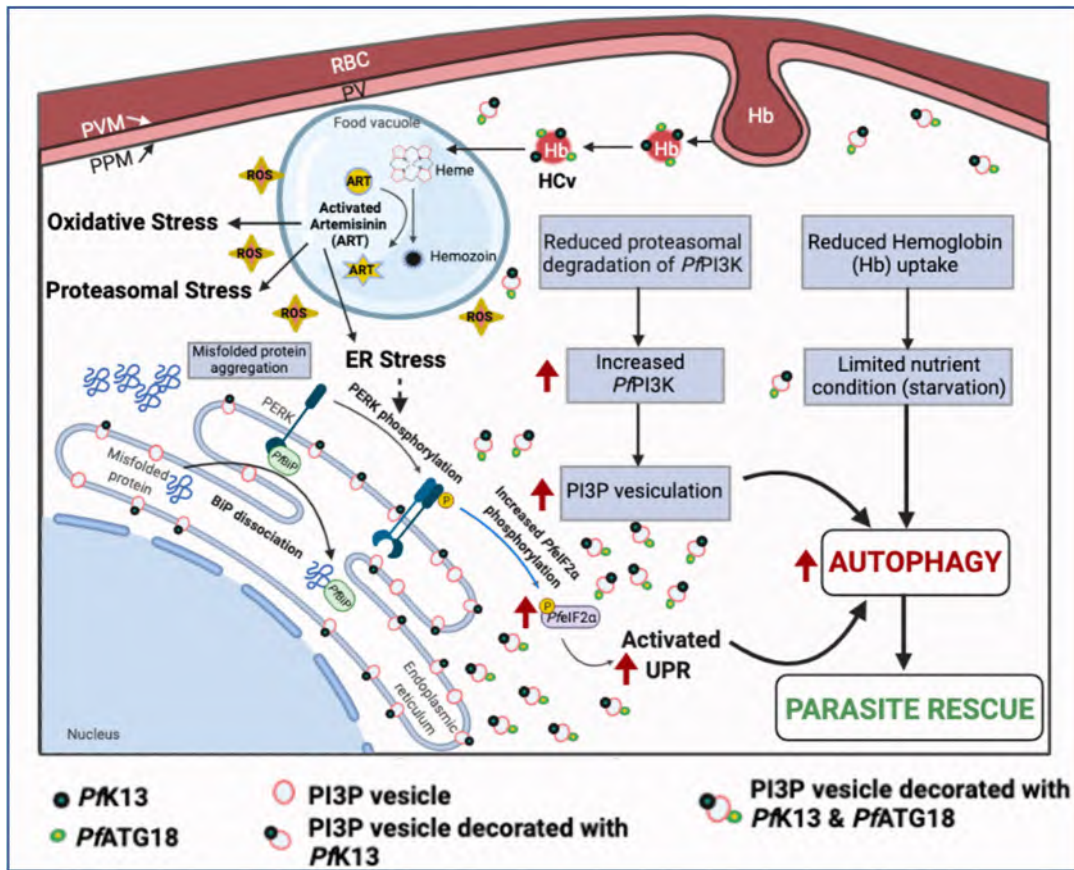 RBC
PV
PVM
PPM
Hb
Food vacuole
Heme
ART
Activated
Artemisinin
(ART)
Hemozoin
ART
Hb
Hb
HCv
ROS
ROS
ROS
ROS
Oxidative Stress
Proteasomal Stress
ER Stress
Reduced proteasomal
degradation of PfPI3K
Reduced Hemoglobin
(Hb) uptake
Increased
PfPI3K
Limited nutrient
condition (starvation)
PI3P vesiculation
AUTOPHAGY
PARASITE RESCUE
Misfolded protein
aggregation
PERK
PfBiP
PERK phosphorylation
P
Misfolded
protein
BiP dissociation
PfBiP
Increased PfeIF2α
phosphorylation
P
PfeIF2α
Activated
UPR
Endoplasmic
reticulum
Nucleus
PfK13
PfATG18
PI3P vesicle
PI3P vesicle decorated with
PfK13
PI3P vesicle decorated with
PfK13 & PfATG18